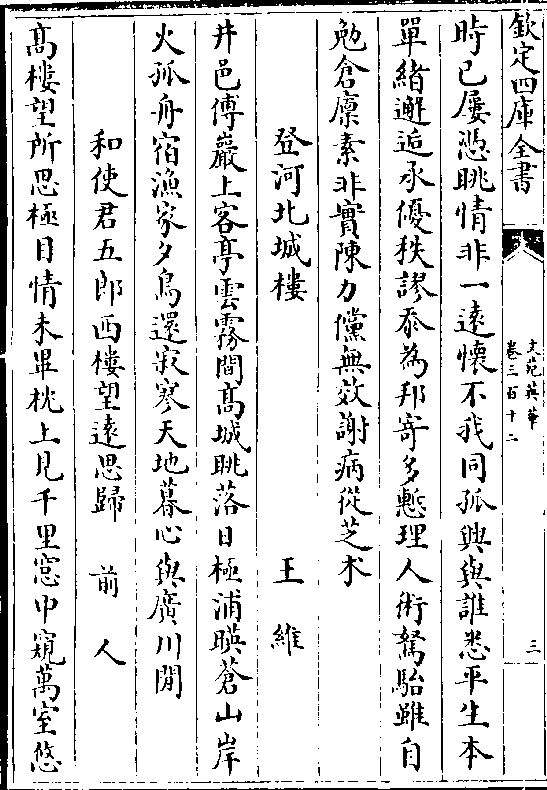 欽定四庫全書
文苑英華
卷三百十二
三
時已屢憑眺情非一遠懷不我同孤興與誰悉平生本
單緒邂逅承優秩謬忝為邦寄多慙理人術駑駘雖自
勉倉廩素非實陳力儻無效謝病從芝朮
登河北城樓　王維
井邑傅巖上客亭雲霧間高城眺落日極浦暎蒼山岸
火孤舟宿漁家夕鳥還寂寒天地暮心與廣川閒
和使君五郎西樓望遠思歸　前人
高樓望所思極目情未畢枕上見千里窓中窺萬室悠